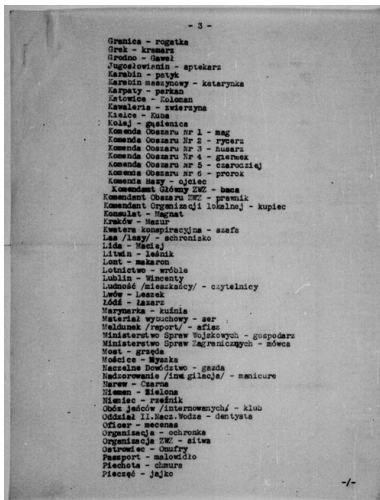 - 3 -
Granica - rogatka
Grek - kramarz
Grodno - Gaweł
Jugosłowianin - aptekarz
Karabin - patyk
Karabin maszynowy - katarynka
Karpaty - parkan
Katowice - Koloman
Kawaleria - zwierzyna
Kielce - Kuna
Kolej - gąsienica
Komenda Obszaru Nr 1 - mag
Komenda Obszaru Nr 2 - rycerz
Komenda Obszaru Nr 3 - husarz
Komenda Obszaru Nr 4 - giermek
Komenda Obszaru Nr 5 - czarodziej
Komenda Obszaru Nr 6 - prorok
Komenda Bazy - ojciec
Komendant Główny ZWZ - baca
Komendant Obszaru ZWZ - prawnik
Komendant Organizacji lokalnej - kupiec
Konsulat - Magnat
Kraków - Mazur
Kwatera konspiracyjna - szafa
Las /lasy/ - schronisko
Lida - Maciej
Litwin - leśnik
Lont - makaron
Lotnictwo - wróble
Lublin - Wincenty
Ludność /mieszkańcy/ - czytelnicy
Lwów - Leszek
Łódź - Łazarz
Marynarka - kuźnia
Materiał wybuchowy - ser
Meldunek /raport/ - afisz
Ministerstwo Spraw Wojskowych - gospodarz
Ministerstwo Spraw Zagranicznych - mówca
Most - grzęda
Mościce - Myszka
Naczelne Dowództwo - gazda
Nadzorowanie /inwigilacja/ - manicure
Narew - Czarna
Niemen - Zielona
Niemiec - rzeźnik
Obóz jeńców /internowanych/ - klub
Oddział II.Nacz.Wodza - dentysta
Oficer - mecenas
Organizacja - ochronka
Organizacja ZWZ - sitwa
Ostrowiec - Onufry
Paszport - malowidło
Piechota - chmura
Pieczęć - jajko
-/-